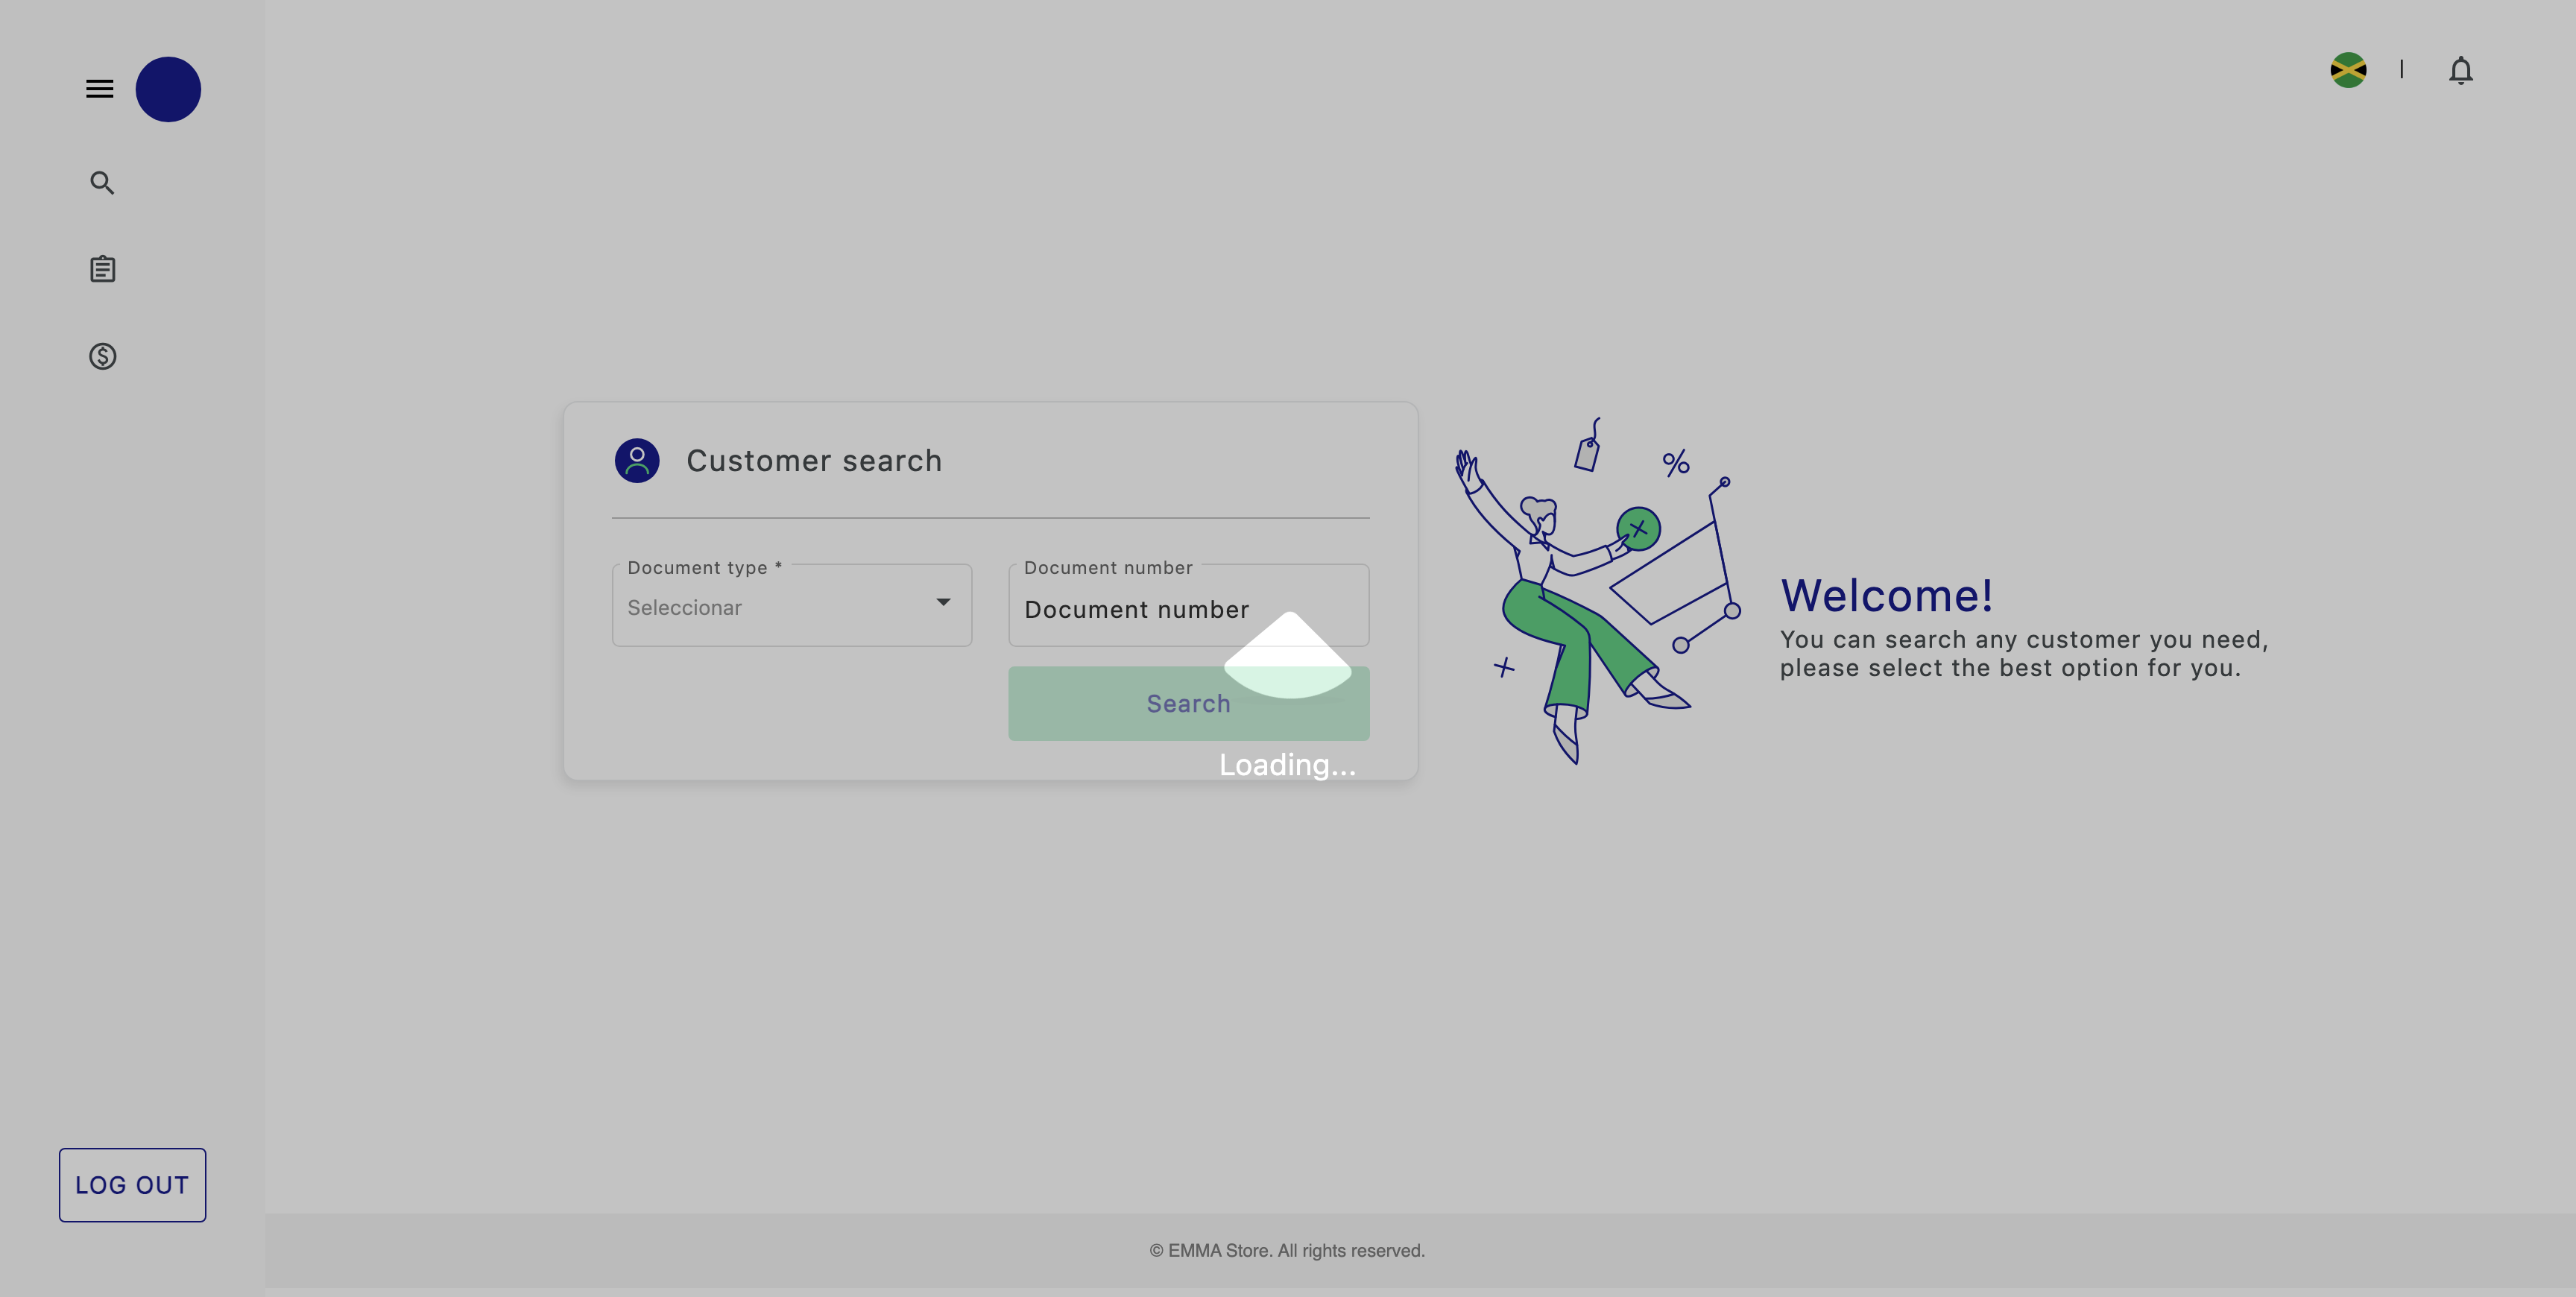 Customer search
Document type *
Seleccionar
Document number
Document number
Search
Loading...
Welcome!
You can search any customer you need,
please select the best option for you.
LOG OUT
© EMMA Store. All rights reserved.